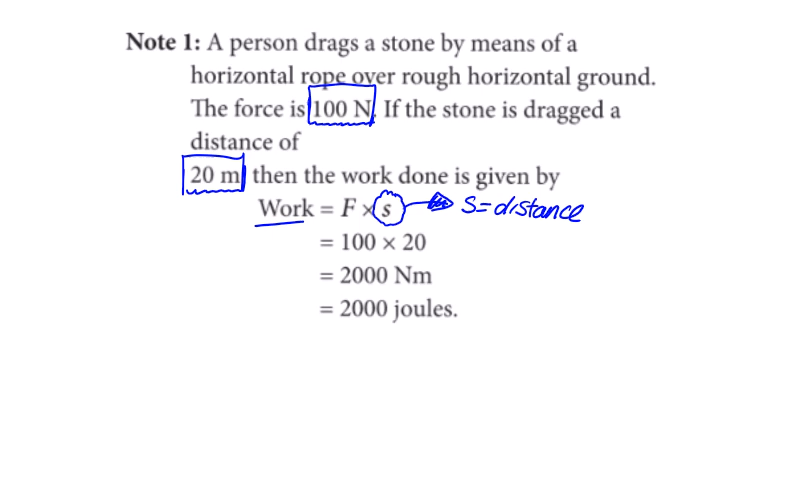 Note 1: A person drags a stone by means of a
horizontal rope over rough horizontal ground.
The force is 100 N. If the stone is dragged a
distance of
20 m then the work done is given by
Work = F × s S=distance
= 100 × 20
= 2000 Nm
= 2000 joules.